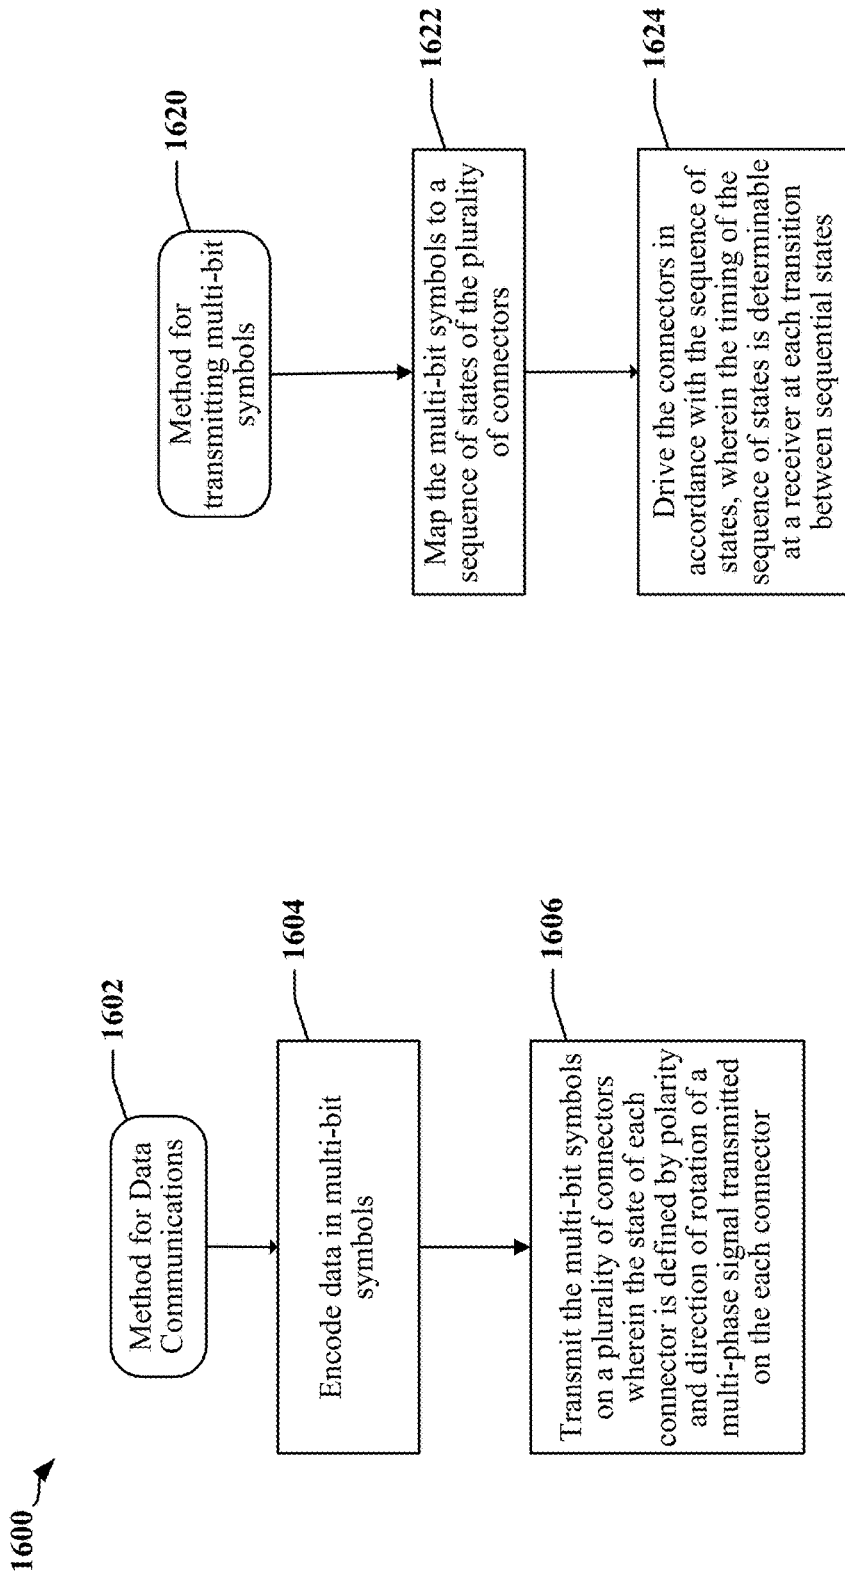 1600
1602
Method for Data
Communications
1604
Encode data in multi-bit
symbols
1606
Transmit the multi-bit symbols
on a plurality of connectors
wherein the state of each
connector is defined by polarity
and direction of rotation of a
multi-phase signal transmitted
on the each connector
1620
Method for
transmitting multi-bit
symbols
1622
Map the multi-bit symbols to a
sequence of states of the plurality
of connectors
1624
Drive the connectors in
accordance with the sequence of
states, wherein the timing of the
sequence of states is determinable
at a receiver at each transition
between sequential states